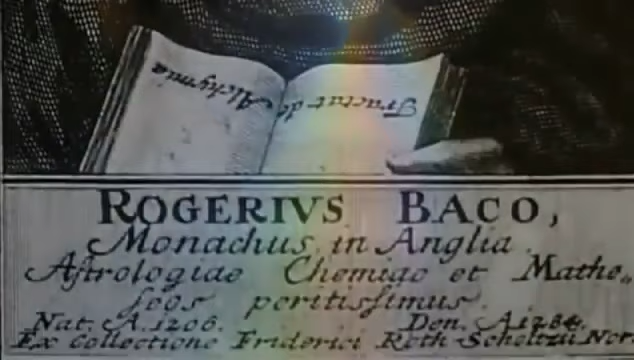 Tractat de Alchymia
ROGERIVS BACO,
Monachus in Anglia
Astrologiae Chemiae et Mathe„
seos peritissimus.
Nat. A. 1206. Den. A 1284.
Ex Collectione Friderici Roth-Scholtzii Nor.